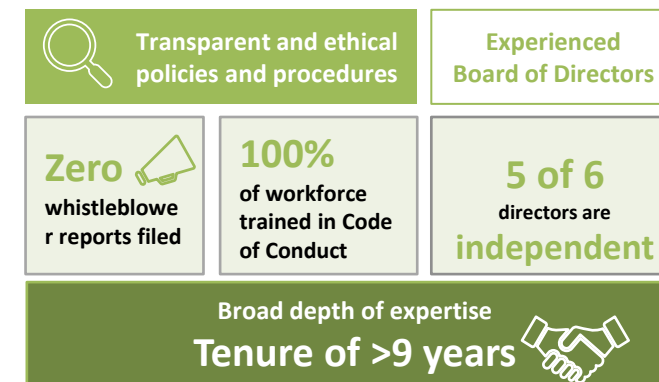 Transparent and ethical
policies and procedures
Experienced
Board of Directors
Zero
whistleblowe
r reports filed
100%
of workforce
trained in Code
of Conduct
5 of 6
directors are
independent
Broad depth of expertise
Tenure of >9 years